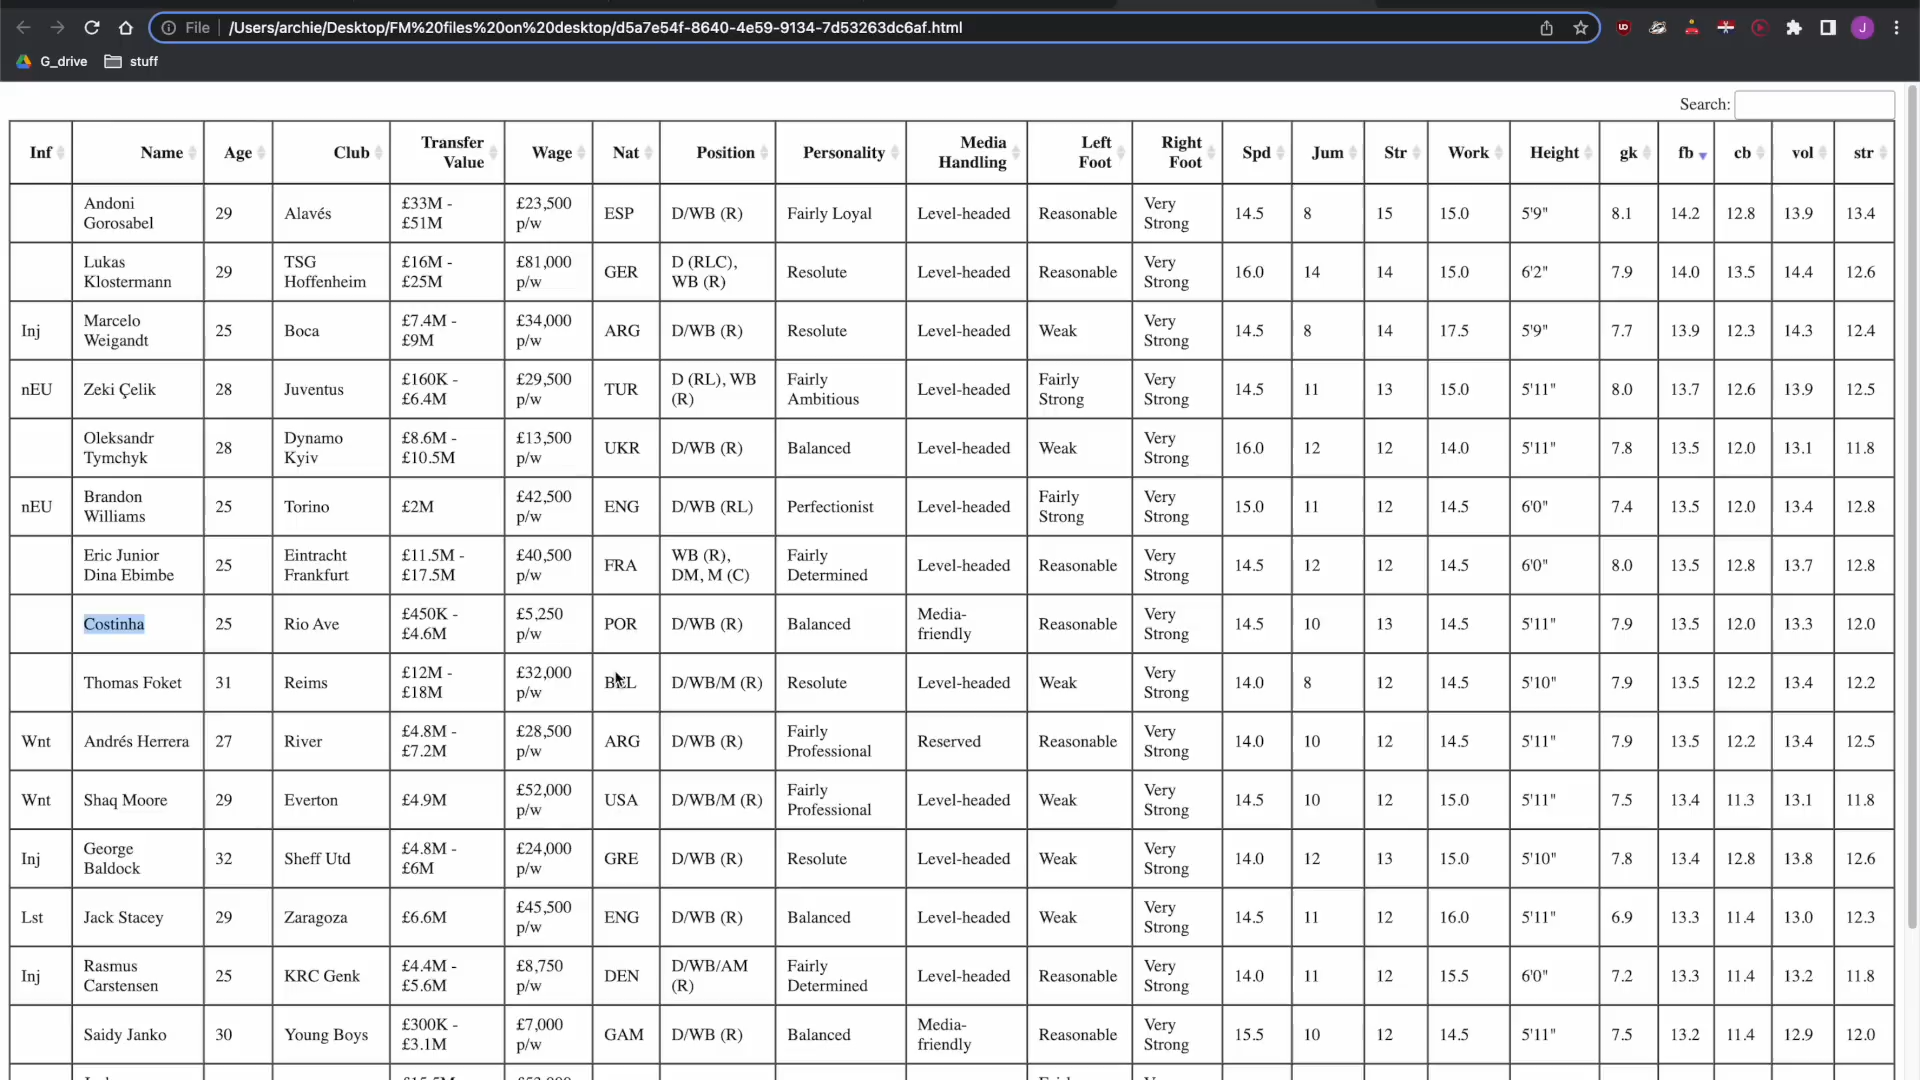 File | /Users/archie/Desktop/FM%20files%20on%20desktop/d5a7e54f-8640-4e59-9134-7d53263dc6af.html
J
G_drive stuff
Search:
Inf Name Age Club Transfer Value Wage Nat Position Personality Media Handling Left Foot Right Foot Spd Jum Str Work Height gk fb cb vol str
Andoni Gorosabel 29 Alavés £33M - £51M £23,500 p/w ESP D/WB (R) Fairly Loyal Level-headed Reasonable Very Strong 14.5 8 15 15.0 5'9" 8.1 14.2 12.8 13.9 13.4
Lukas Klostermann 29 TSG Hoffenheim £16M - £25M £81,000 p/w GER D (RLC), WB (R) Resolute Level-headed Reasonable Very Strong 16.0 14 14 15.0 6'2" 7.9 14.0 13.5 14.4 12.6
Inj Marcelo Weigandt 25 Boca £7.4M - £9M £34,000 p/w ARG D/WB (R) Resolute Level-headed Weak Very Strong 14.5 8 14 17.5 5'9" 7.7 13.9 12.3 14.3 12.4
nEU Zeki Çelik 28 Juventus £160K - £6.4M £29,500 p/w TUR D (RL), WB (R) Fairly Ambitious Level-headed Fairly Strong Very Strong 14.5 11 13 15.0 5'11" 8.0 13.7 12.6 13.9 12.5
Oleksandr Tymchyk 28 Dynamo Kyiv £8.6M - £10.5M £13,500 p/w UKR D/WB (R) Balanced Level-headed Weak Very Strong 16.0 12 12 14.0 5'11" 7.8 13.5 12.0 13.1 11.8
nEU Brandon Williams 25 Torino £2M £42,500 p/w ENG D/WB (RL) Perfectionist Level-headed Fairly Strong Very Strong 15.0 11 12 14.5 6'0" 7.4 13.5 12.0 13.4 12.8
Eric Junior Dina Ebimbe 25 Eintracht Frankfurt £11.5M - £17.5M £40,500 p/w FRA WB (R), DM, M (C) Fairly Determined Level-headed Reasonable Very Strong 14.5 12 12 14.5 6'0" 8.0 13.5 12.8 13.7 12.8
Costinha 25 Rio Ave £450K - £4.6M £5,250 p/w POR D/WB (R) Balanced Media-friendly Reasonable Very Strong 14.5 10 13 14.5 5'11" 7.9 13.5 12.0 13.3 12.0
Thomas Foket 31 Reims £12M - £18M £32,000 p/w BEL D/WB/M (R) Resolute Level-headed Weak Very Strong 14.0 8 12 14.5 5'10" 7.9 13.5 12.2 13.4 12.2
Wnt Andrés Herrera 27 River £4.8M - £7.2M £28,500 p/w ARG D/WB (R) Fairly Professional Reserved Reasonable Very Strong 14.0 10 12 14.5 5'11" 7.9 13.5 12.2 13.4 12.5
Wnt Shaq Moore 29 Everton £4.9M £52,000 p/w USA D/WB/M (R) Fairly Professional Level-headed Weak Very Strong 14.5 10 12 15.0 5'11" 7.5 13.4 11.3 13.1 11.8
Inj George Baldock 32 Sheff Utd £4.8M - £6M £24,000 p/w GRE D/WB (R) Resolute Level-headed Weak Very Strong 14.0 12 13 15.0 5'10" 7.8 13.4 12.8 13.8 12.6
Lst Jack Stacey 29 Zaragoza £6.6M £45,500 p/w ENG D/WB (R) Balanced Level-headed Weak Very Strong 14.5 11 12 16.0 5'11" 6.9 13.3 11.4 13.0 12.3
Inj Rasmus Carstensen 25 KRC Genk £4.4M - £5.6M £8,750 p/w DEN D/WB/AM (R) Fairly Determined Level-headed Reasonable Very Strong 14.0 11 12 15.5 6'0" 7.2 13.3 11.4 13.2 11.8
Saidy Janko 30 Young Boys £300K - £3.1M £7,000 p/w GAM D/WB (R) Balanced Media-friendly Reasonable Very Strong 15.5 10 12 14.5 5'11" 7.5 13.2 11.4 12.9 12.0